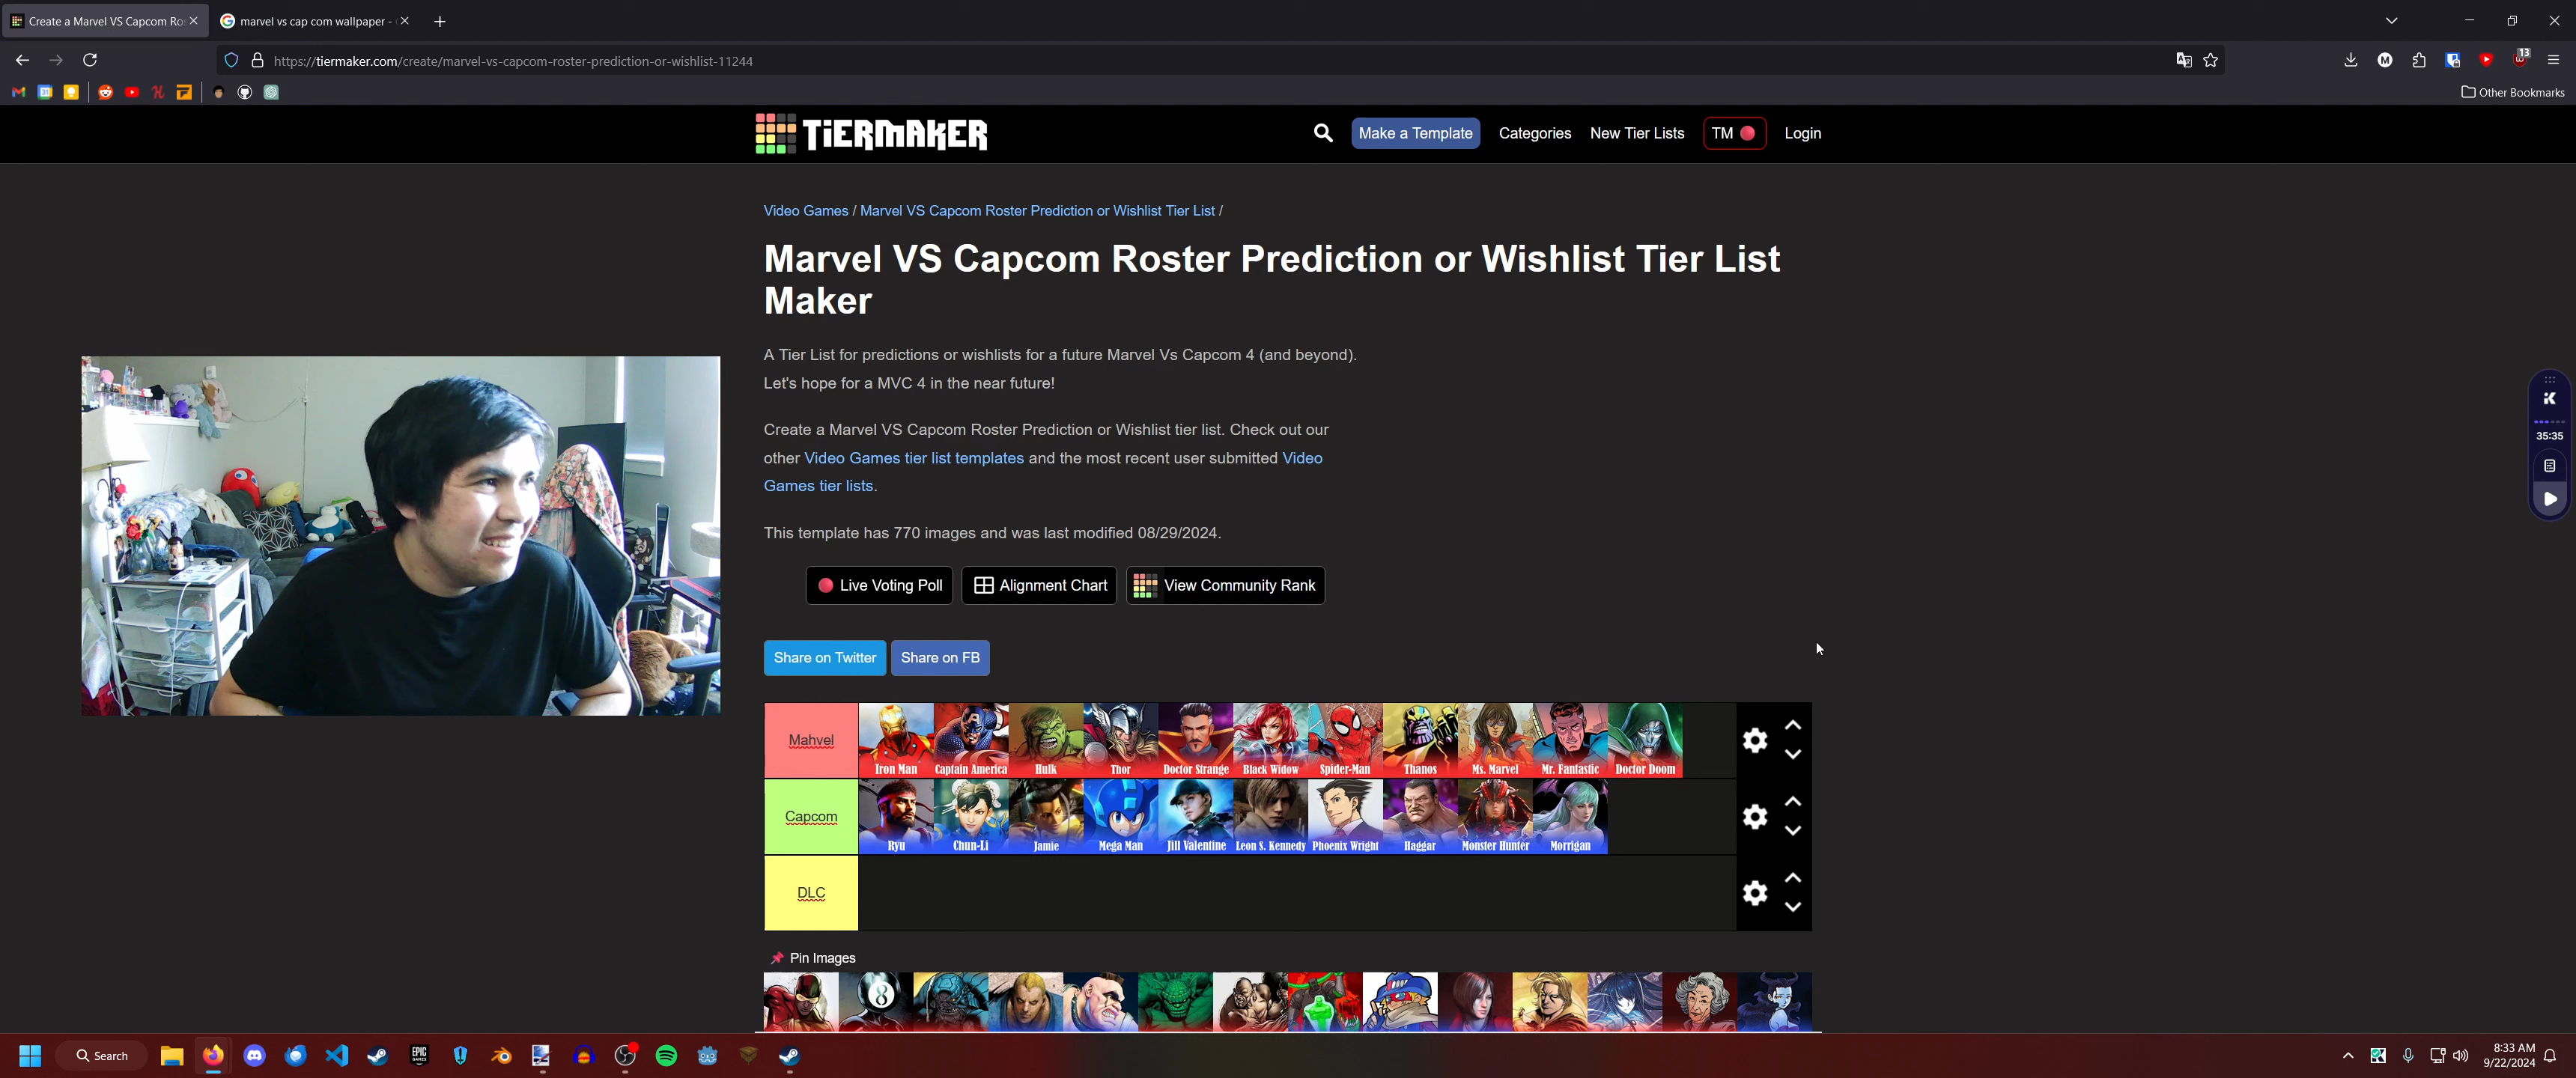 Create a Marvel VS Capcom Ro
marvel vs cap com wallpaper -
https://tiermaker.com/create/marvel-vs-capcom-roster-prediction-or-wishlist-11244
13
Other Bookmarks
TiERMAKER
Make a Template
Categories
New Tier Lists
TM
Login
Video Games / Marvel VS Capcom Roster Prediction or Wishlist Tier List /
Marvel VS Capcom Roster Prediction or Wishlist Tier List
Maker
A Tier List for predictions or wishlists for a future Marvel Vs Capcom 4 (and beyond).
Let's hope for a MVC 4 in the near future!
Create a Marvel VS Capcom Roster Prediction or Wishlist tier list. Check out our
other Video Games tier list templates and the most recent user submitted Video
Games tier lists.
This template has 770 images and was last modified 08/29/2024.
Live Voting Poll
Alignment Chart
View Community Rank
Share on Twitter
Share on FB
35:35
Mahvel
Iron Man
Captain America
Hulk
Thor
Doctor Strange
Black Widow
Spider-Man
Thanos
Ms. Marvel
Mr. Fantastic
Doctor Doom
Capcom
Ryu
Chun-Li
Jamie
Mega Man
Jill Valentine
Leon S. Kennedy
Phoenix Wright
Haggar
Monster Hunter
Morrigan
DLC
Pin Images
8
Search
EPIC
GAMES
8:33 AM
9/22/2024